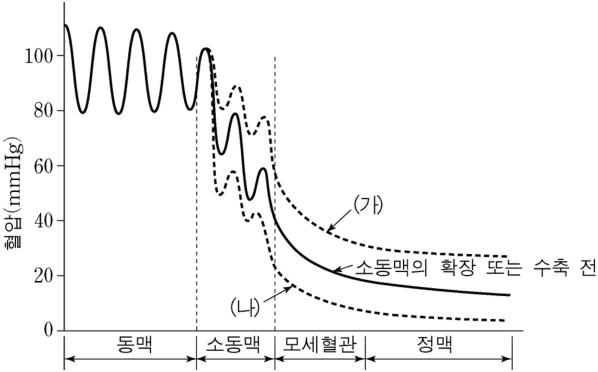 혈압(mmHg)
100
80
60
40
20
0
(가)
소동맥의 확장 또는 수축 전
(나)
동맥 소동맥 모세혈관 정맥